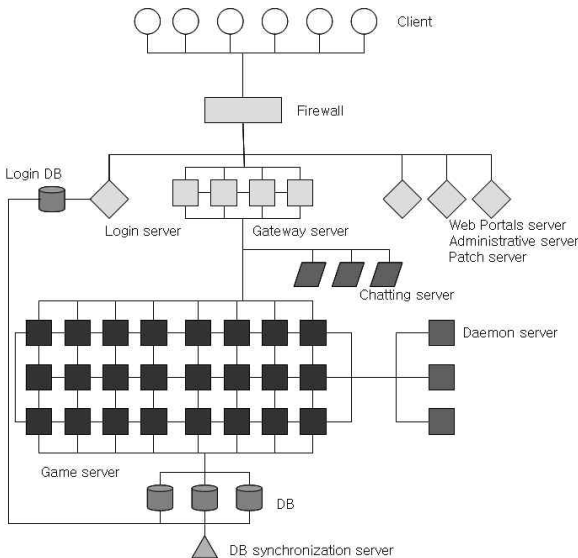 Client
Firewall
Login DB
Login server
Gateway server
Web Portals server
Administrative server
Patch server
Chatting server
Daemon server
Game server
DB
DB synchronization server